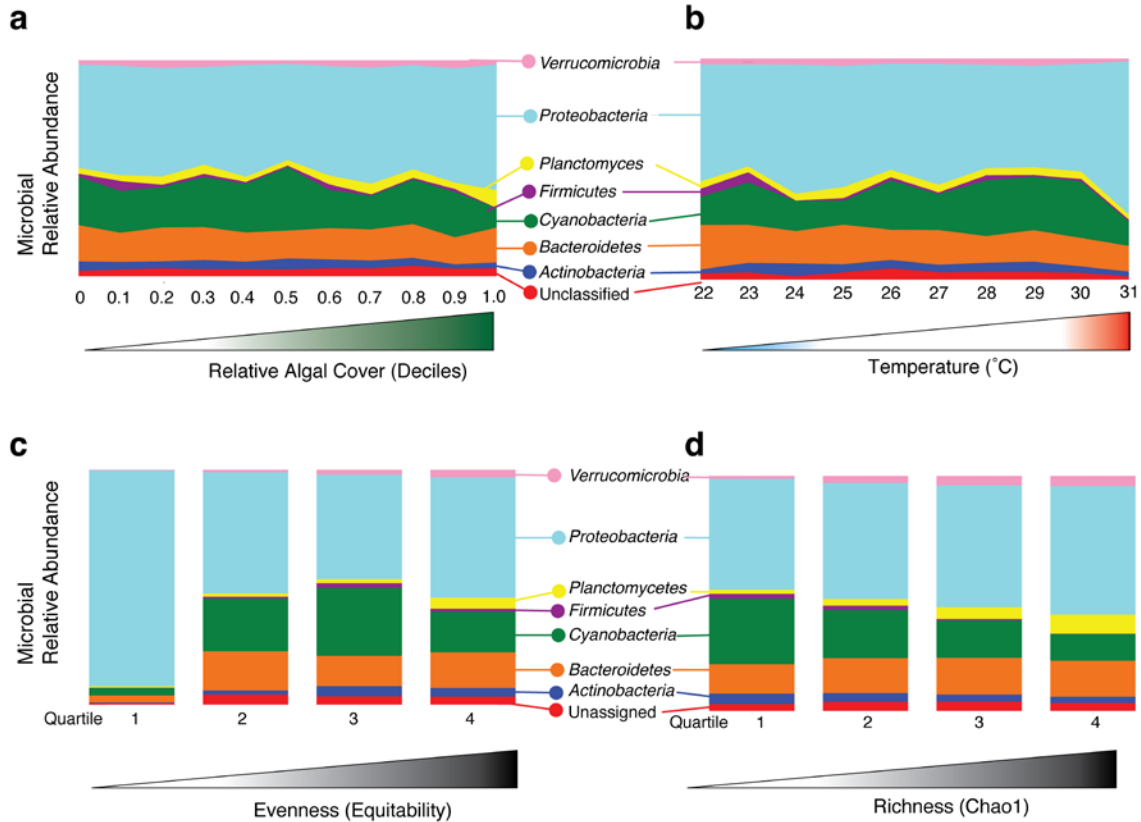 a
b
Microbial
Relative Abundance
Verrucomicrobia
Proteobacteria
Planctomyces
Firmicutes
Cyanobacteria
Bacteroidetes
Actinobacteria
Unclassified
0 0.1 0.2 0.3 0.4 0.5 0.6 0.7 0.8 0.9 1.0
22 23 24 25 26 27 28 29 30 31
Relative Algal Cover (Deciles)
Temperature (˚C)
c
d
Microbial
Relative Abundance
Verrucomicrobia
Proteobacteria
Planctomycetes
Firmicutes
Cyanobacteria
Bacteroidetes
Actinobacteria
Unassigned
Quartile 1 2 3 4
Quartile 1 2 3 4
Evenness (Equitability)
Richness (Chao1)